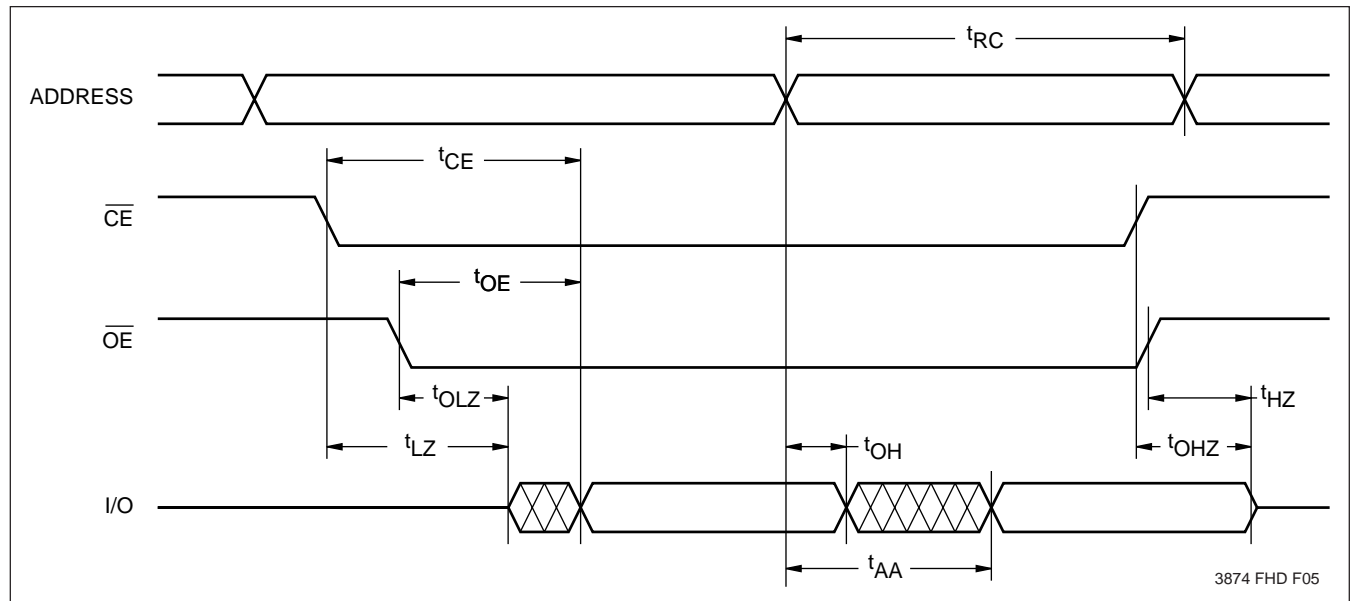 tRC
ADDRESS
tCE
CE
tOE
OE
tOLZ
tHZ
tLZ
tOH
tOHZ
I/O
tAA
3874 FHD F05